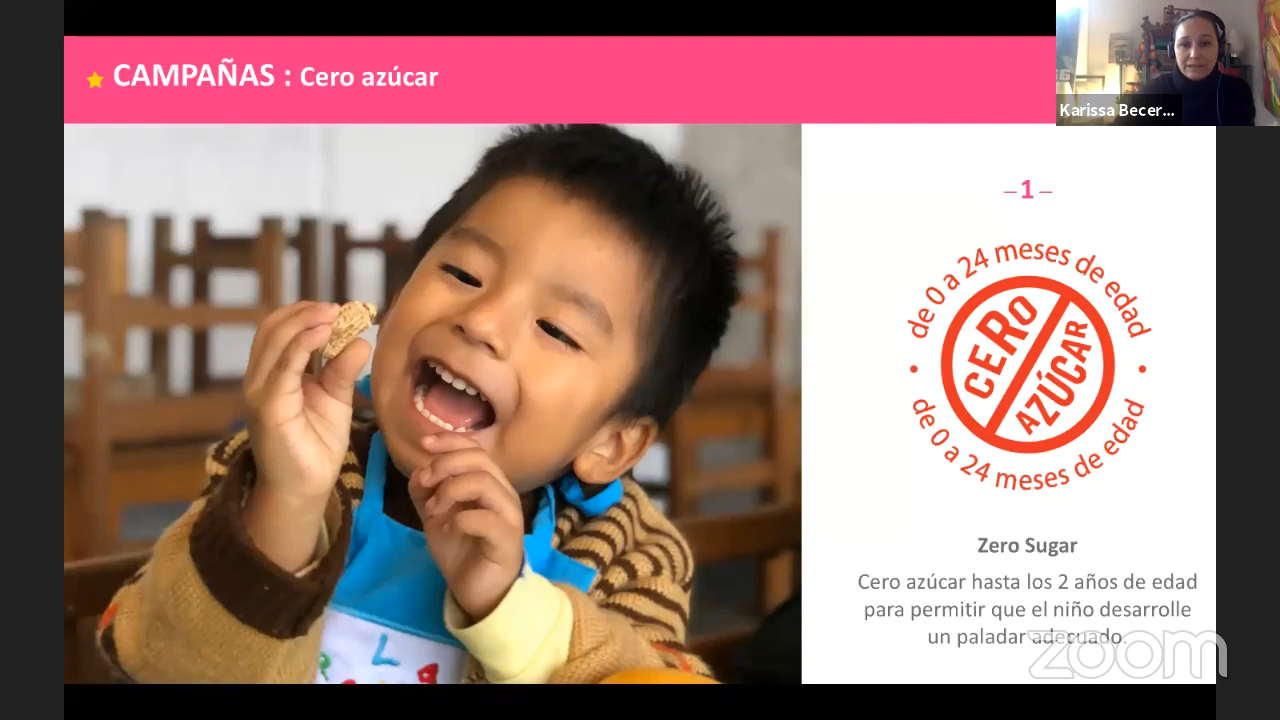 CAMPAÑAS : Cero azúcar
Karissa Becer...
–1–
de 0 a 24 meses de edad
CERO
AZÚCAR
de 0 a 24 meses de edad
Zero Sugar
Cero azúcar hasta los 2 años de edad
para permitir que el niño desarrolle
un paladar adecuado.
zoom